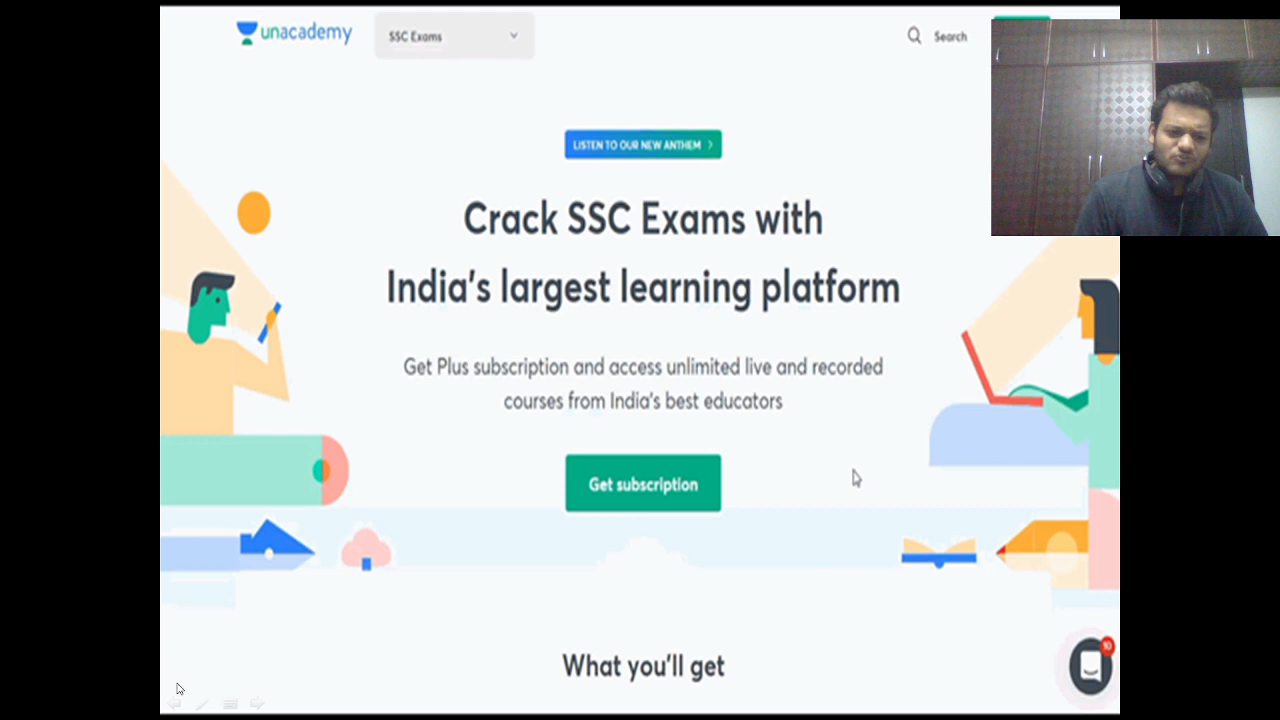 unacademy
SSC Exams
Search
LISTEN TO OUR NEW ANTHEM
Crack SSC Exams with
India's largest learning platform
Get Plus subscription and access unlimited live and recorded
courses from India's best educators
Get subscription
What you'll get
10